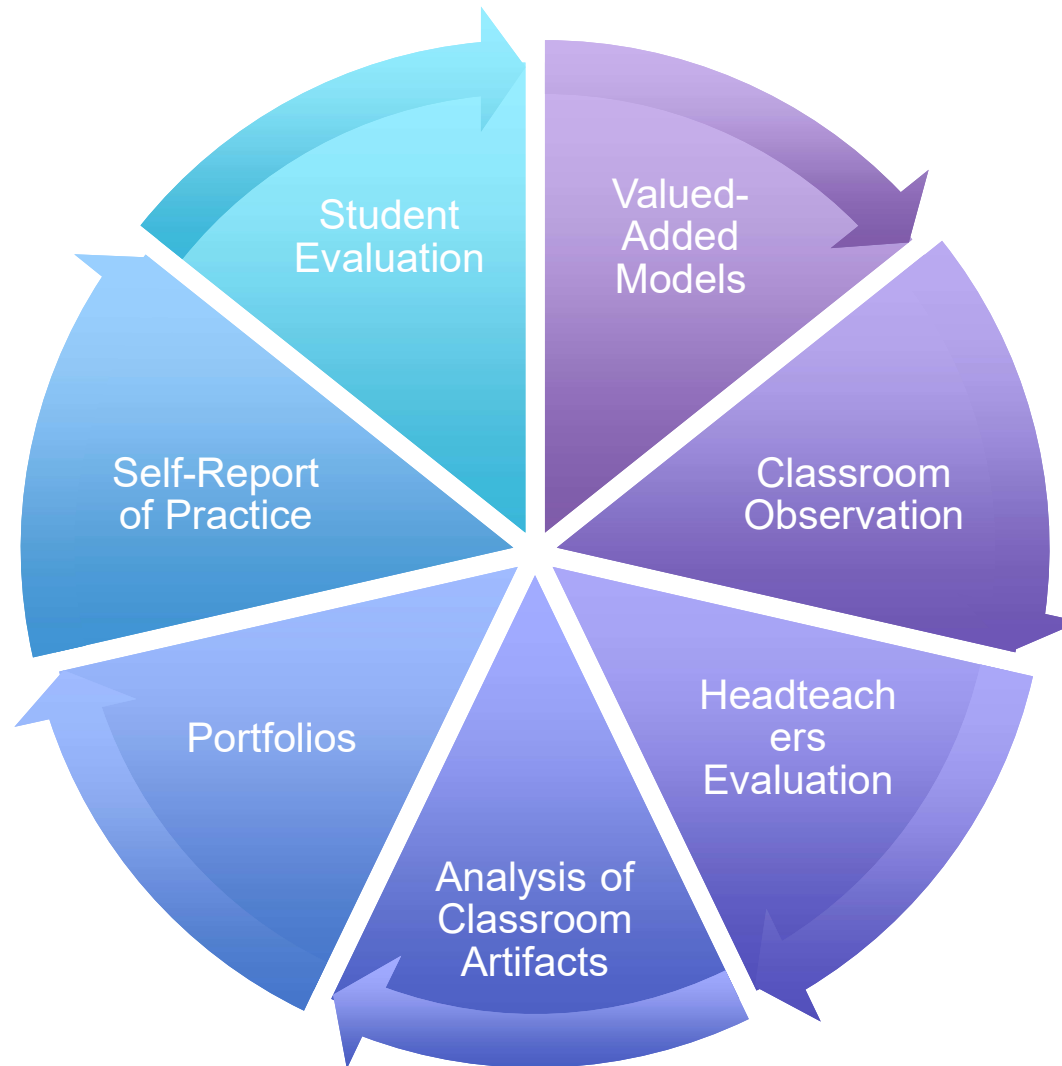 Valued-
Added
Models
Classroom
Observation
Headteach
ers
Evaluation
Analysis of
Classroom
Artifacts
Portfolios
Self-Report
of Practice
Student
Evaluation